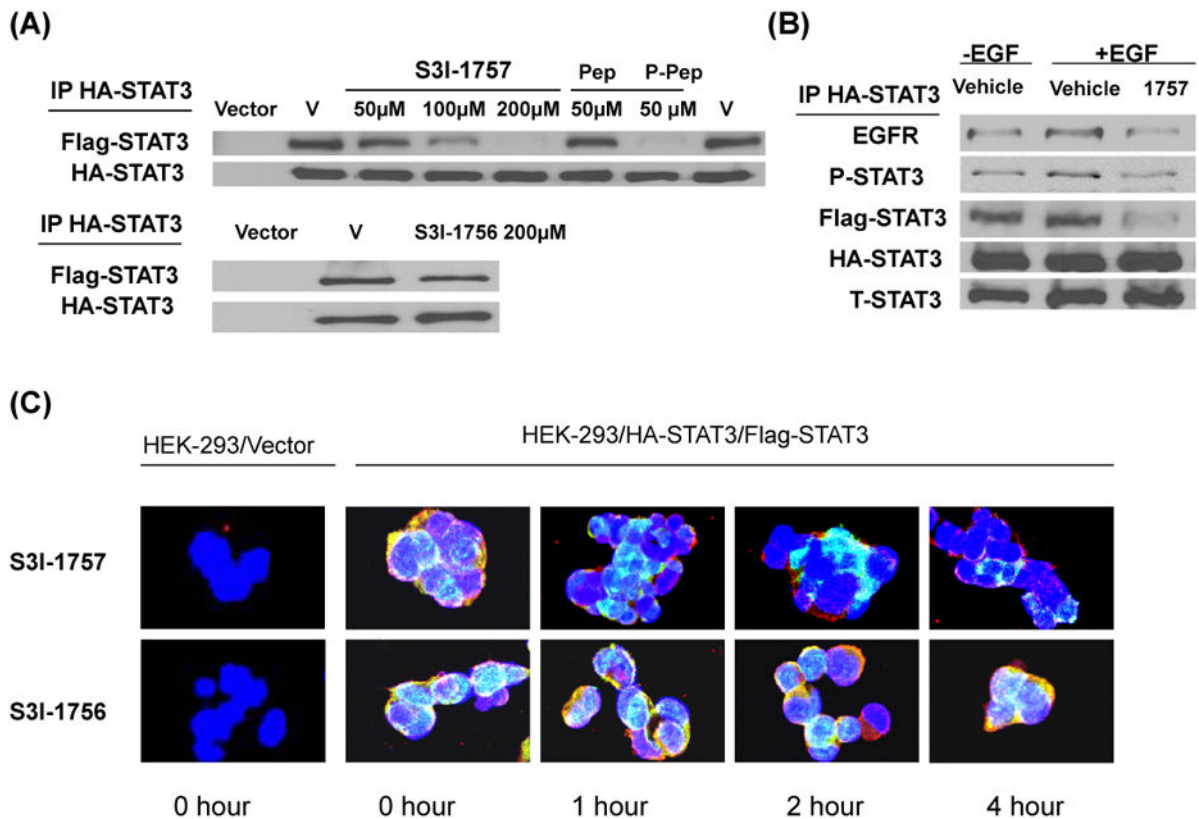 (A)
S3I-1757 Pep P-Pep
IP HA-STAT3 Vector V 50µM 100µM 200µM 50µM 50 µM V
Flag-STAT3
HA-STAT3
IP HA-STAT3 Vector V S3I-1756 200µM
Flag-STAT3
HA-STAT3
(B)
-EGF +EGF
Vehicle Vehicle 1757
IP HA-STAT3
EGFR
P-STAT3
Flag-STAT3
HA-STAT3
T-STAT3
(C)
HEK-293/Vector HEK-293/HA-STAT3/Flag-STAT3
S3I-1757
S3I-1756
0 hour 0 hour 1 hour 2 hour 4 hour